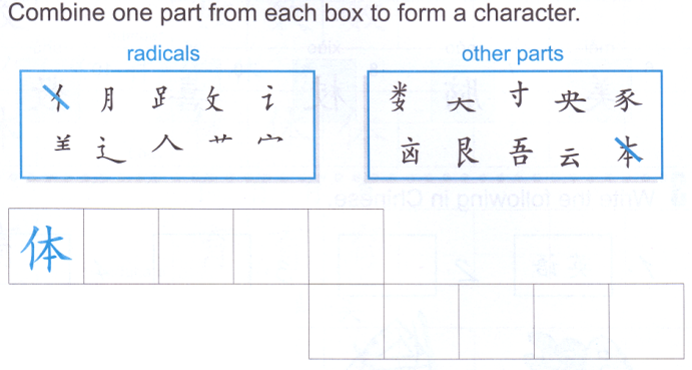 Combine one part from each box to form a character.
radicals
亻 月 𧾷 攵 讠
⺷ 辶 人 艹 宀
other parts
娄 大 寸 央 豕
㐫 艮 吾 云 本
体